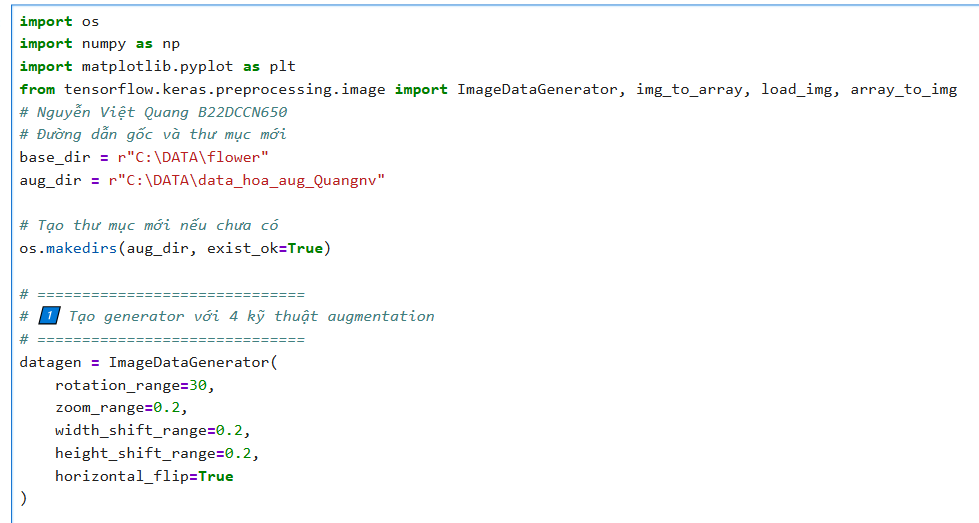 import os
import numpy as np
import matplotlib.pyplot as plt
from tensorflow.keras.preprocessing.image import ImageDataGenerator, img_to_array, load_img, array_to_img
# Nguyễn Việt Quang B22DCCN650
# Đường dẫn gốc và thư mục mới
base_dir = r"C:\DATA\flower"
aug_dir = r"C:\DATA\data_hoa_aug_Quangnv"
# Tạo thư mục mới nếu chưa có
os.makedirs(aug_dir, exist_ok=True)
# ==============================
# 1️⃣ Tạo generator với 4 kỹ thuật augmentation
# ==============================
datagen = ImageDataGenerator(
    rotation_range=30,
    zoom_range=0.2,
    width_shift_range=0.2,
    height_shift_range=0.2,
    horizontal_flip=True
)